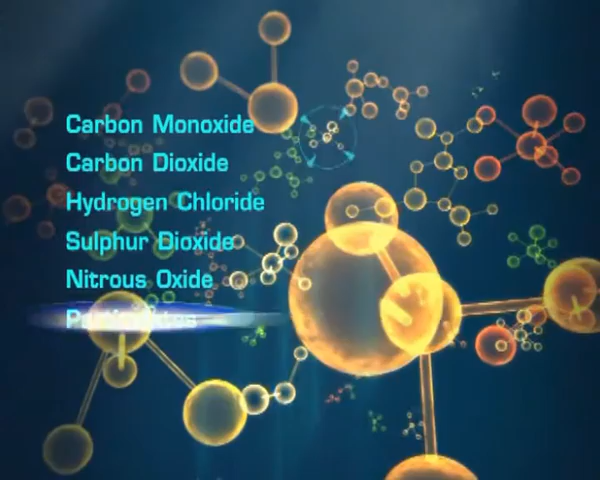 Carbon Monoxide
Carbon Dioxide
Hydrogen Chloride
Sulphur Dioxide
Nitrous Oxide